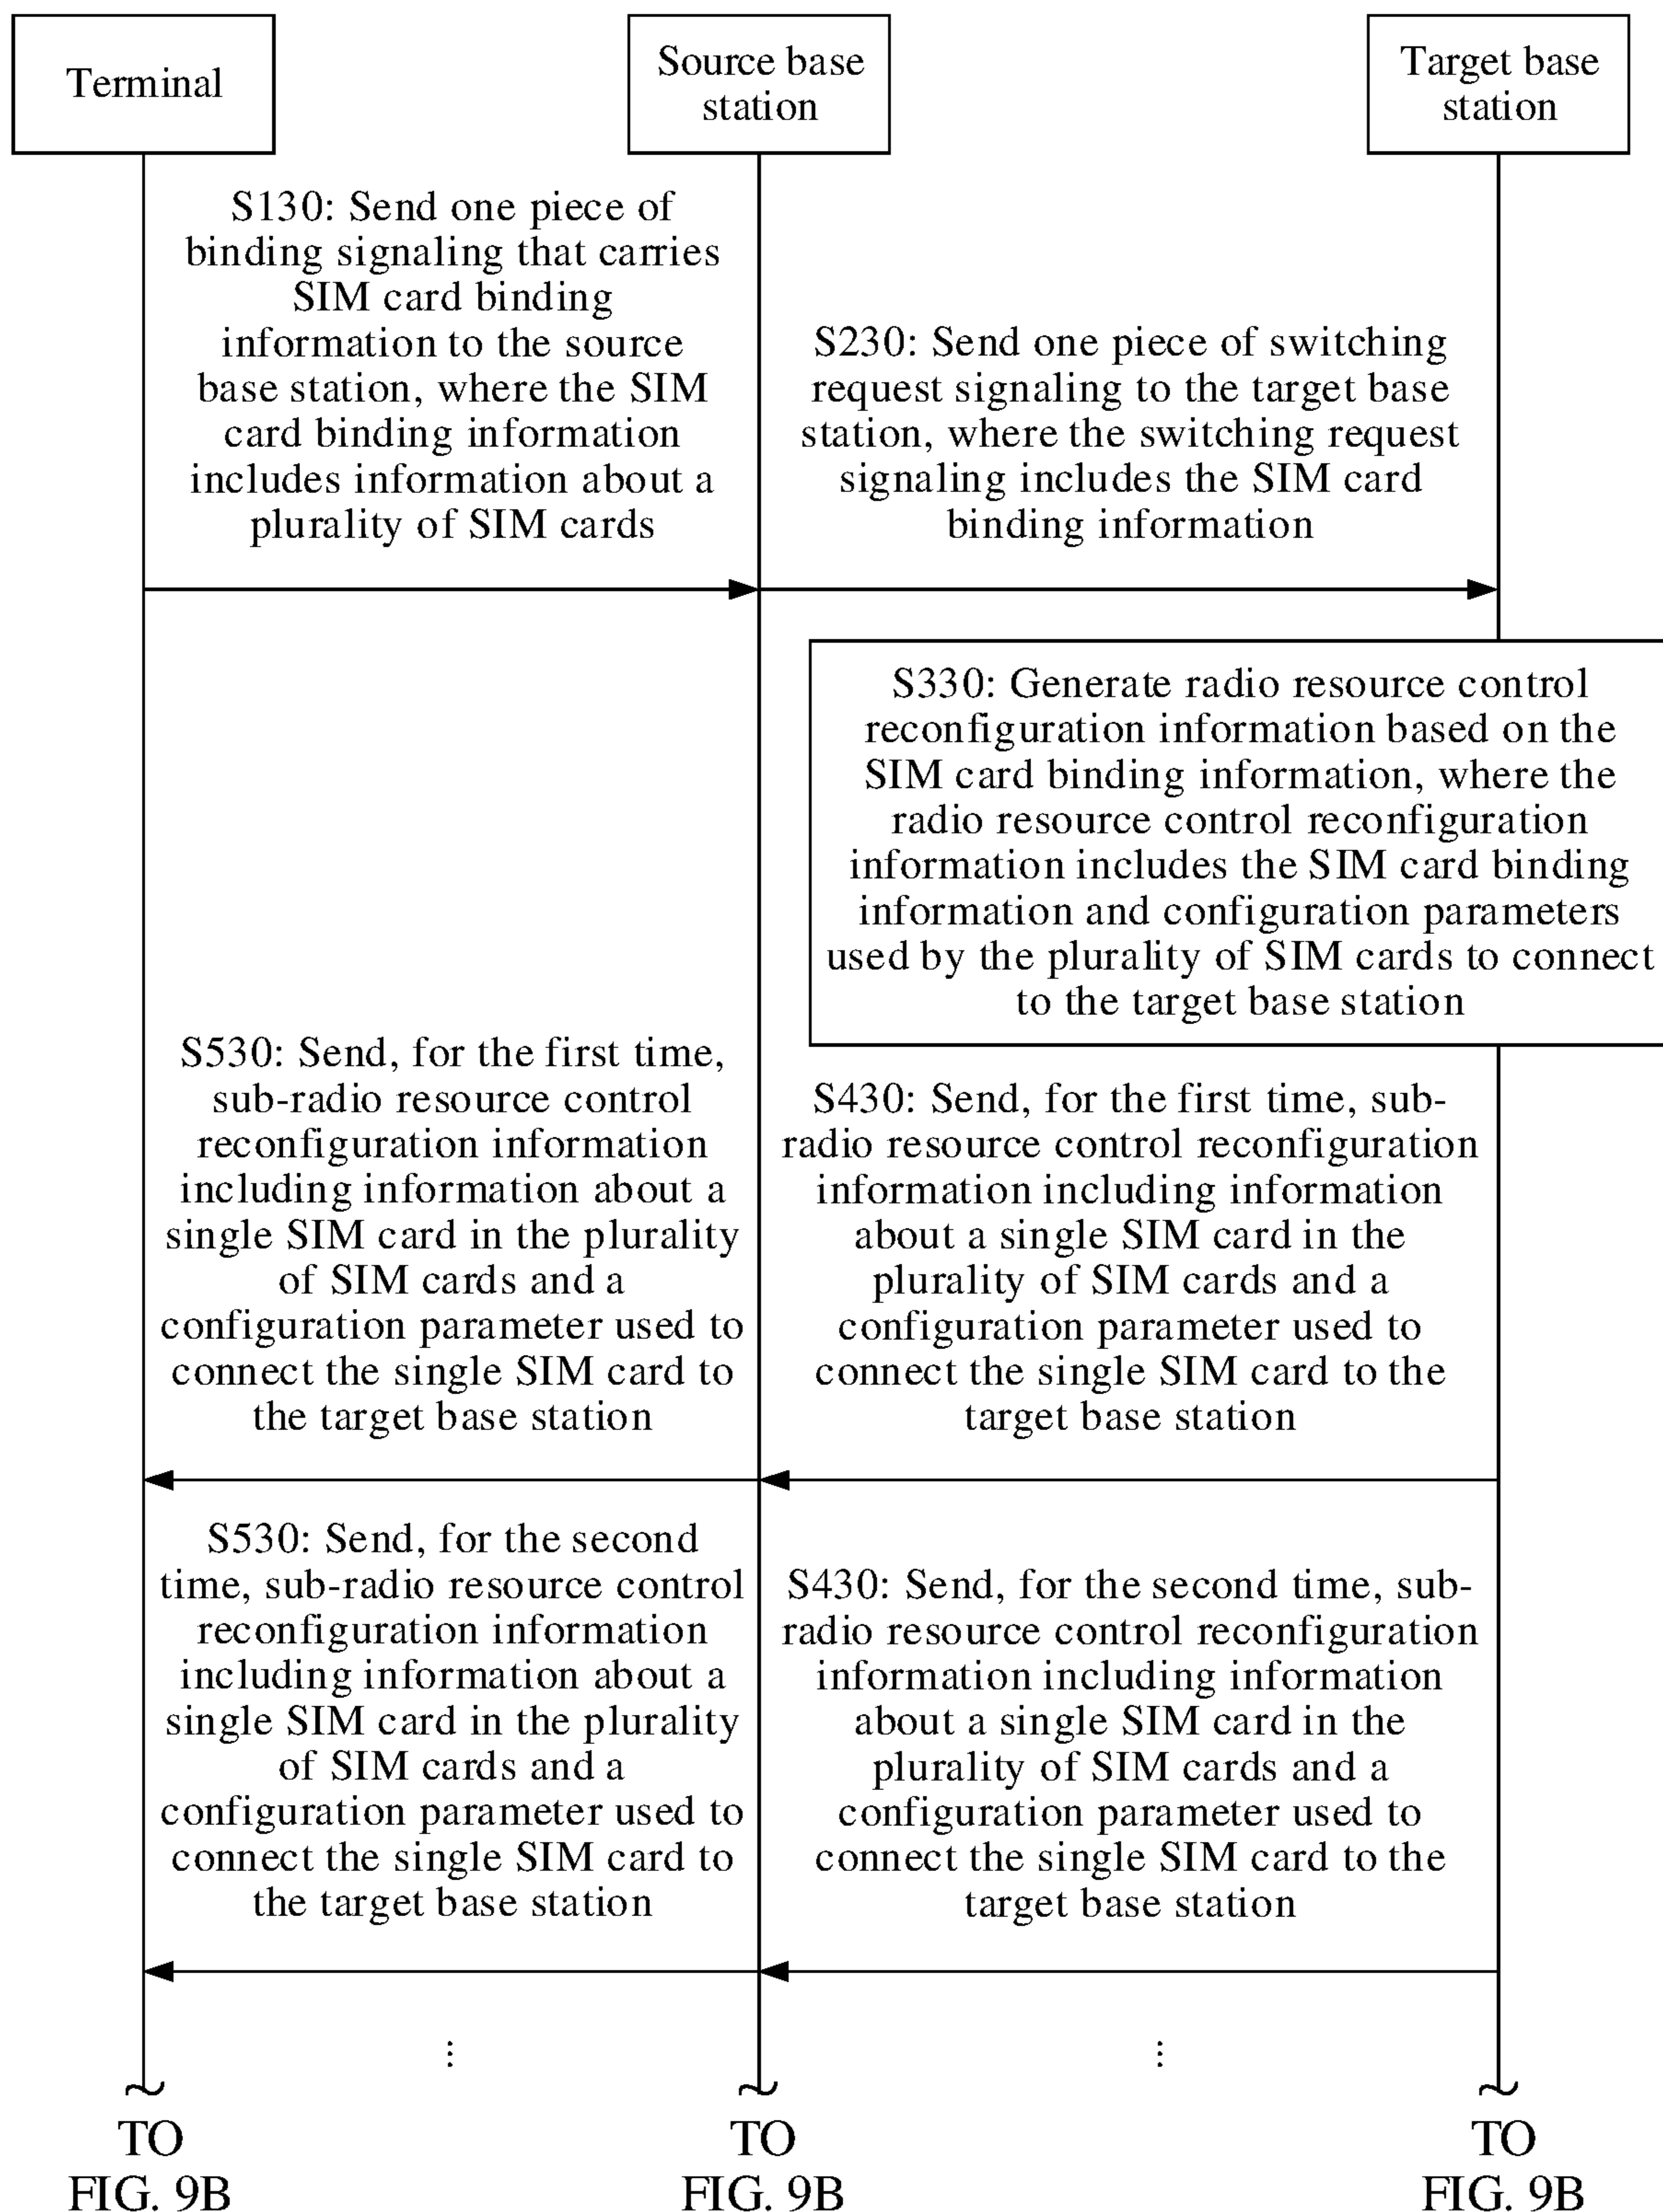 Terminal
Source base
station
Target base
station
S130: Send one piece of
binding signaling that carries
SIM card binding
information to the source
base station, where the SIM
card binding information
includes information about a
plurality of SIM cards
S230: Send one piece of switching
request signaling to the target base
station, where the switching request
signaling includes the SIM card
binding information
S330: Generate radio resource control
reconfiguration information based on the
SIM card binding information, where the
radio resource control reconfiguration
information includes the SIM card binding
information and configuration parameters
used by the plurality of SIM cards to connect
to the target base station
S530: Send, for the first time,
sub-radio resource control
reconfiguration information
including information about a
single SIM card in the plurality
of SIM cards and a
configuration parameter used to
connect the single SIM card to
the target base station
S430: Send, for the first time, sub-
radio resource control reconfiguration
information including information
about a single SIM card in the
plurality of SIM cards and a
configuration parameter used to
connect the single SIM card to the
target base station
S530: Send, for the second
time, sub-radio resource control
reconfiguration information
including information about a
single SIM card in the plurality
of SIM cards and a
configuration parameter used to
connect the single SIM card to
the target base station
S430: Send, for the second time, sub-
radio resource control reconfiguration
information including information
about a single SIM card in the
plurality of SIM cards and a
configuration parameter used to
connect the single SIM card to the
target base station
⋮
⋮
TO
FIG. 9B
TO
FIG. 9B
TO
FIG. 9B